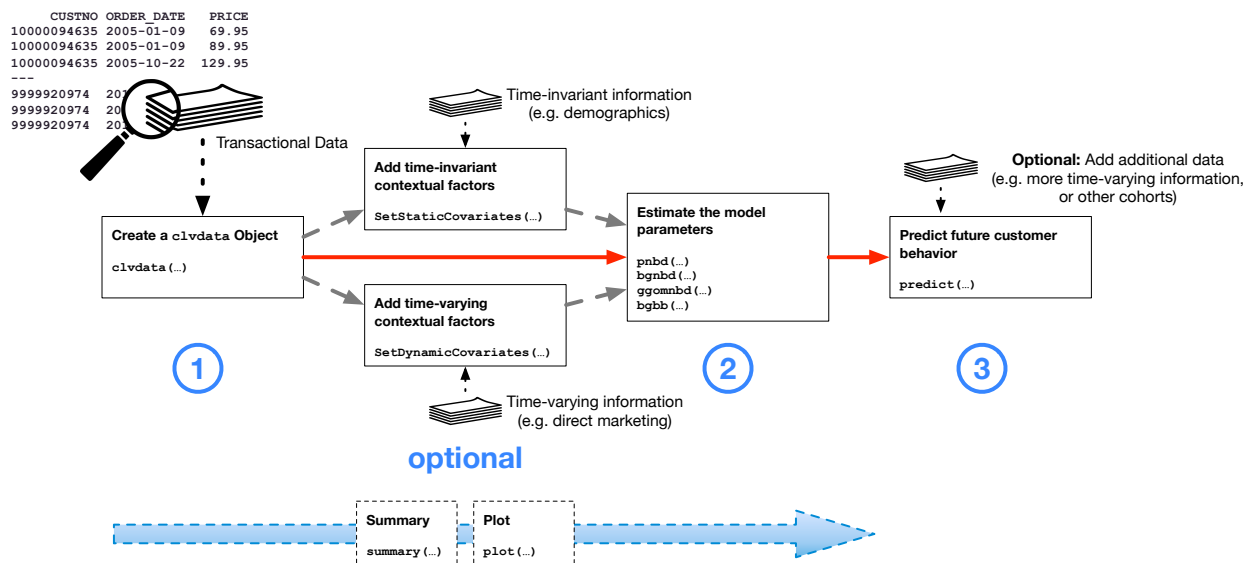 CUSTNO ORDER_DATE PRICE
10000094635 2005-01-09 69.95
10000094635 2005-01-09 89.95
10000094635 2005-10-22 129.95
---
9999920974 201
9999920974 20
9999920974 201
Transactional Data
Time-invariant information
(e.g. demographics)
Optional: Add additional data
(e.g. more time-varying information,
or other cohorts)
Create a clvdata Object
clvdata(…)
Add time-invariant
contextual factors
SetStaticCovariates(…)
Add time-varying
contextual factors
SetDynamicCovariates(…)
Estimate the model
parameters
pnbd(…)
bgnbd(…)
ggomnbd(…)
bgbb(…)
Predict future customer
behavior
predict(…)
1
2
3
Time-varying information
(e.g. direct marketing)
optional
Summary
summary(…)
Plot
plot(…)